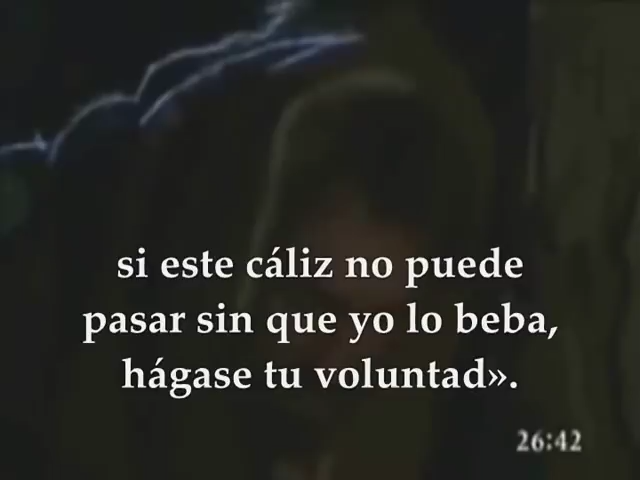 si este cáliz no puede
pasar sin que yo lo beba,
hágase tu voluntad».
26:42